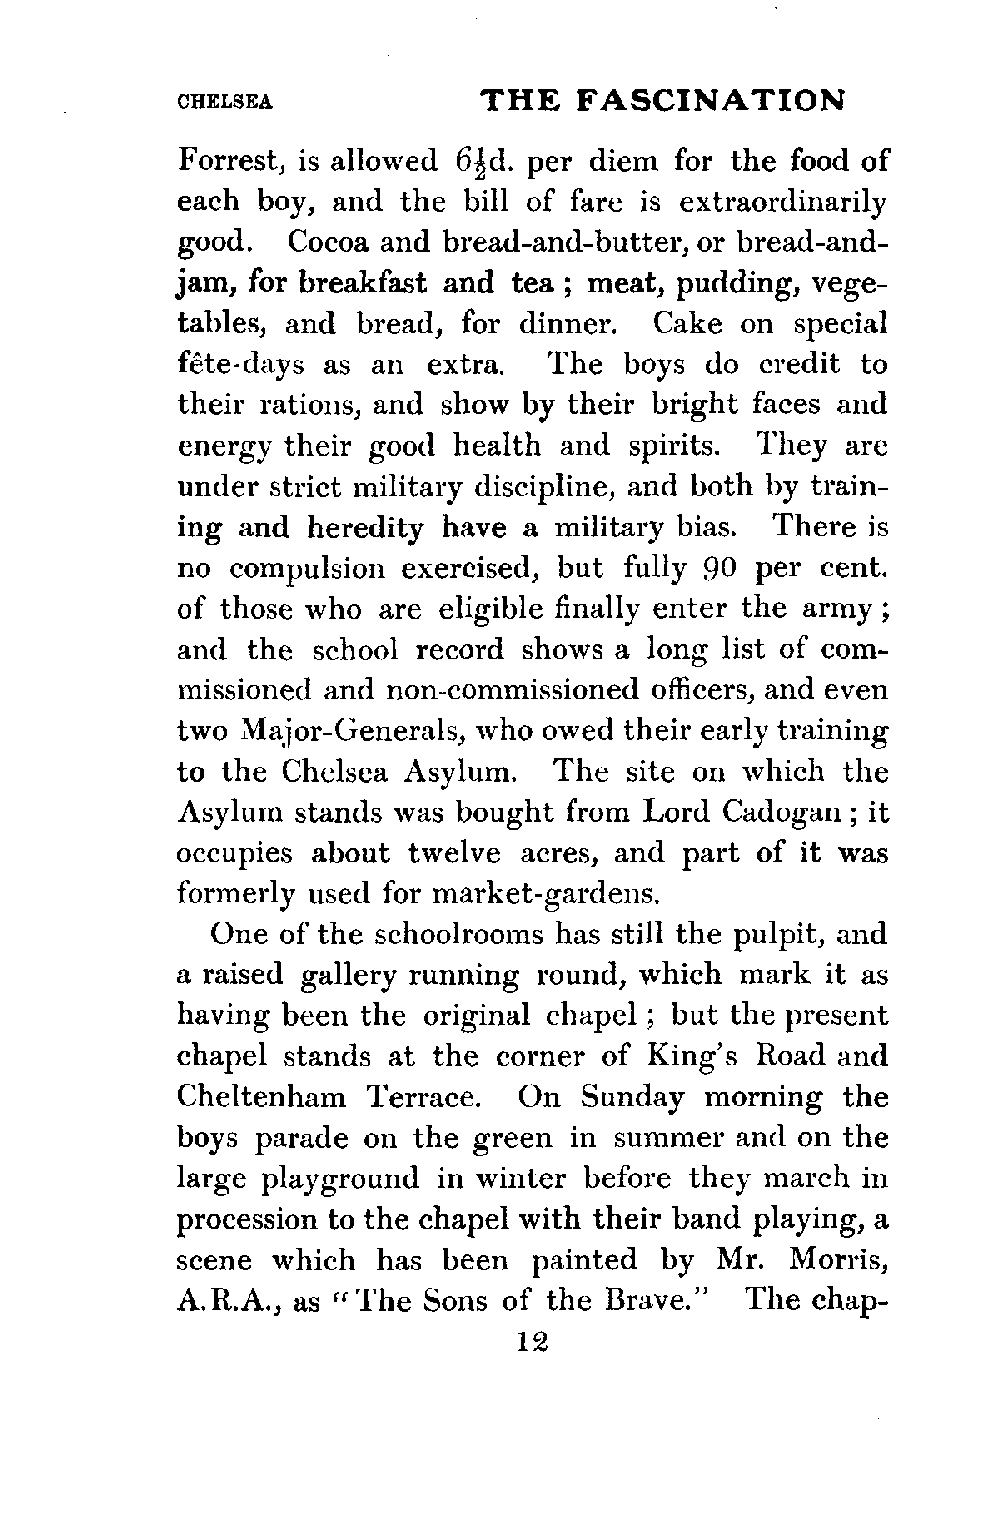 CHELSEA THE FASCINATION
Forrest, is allowed 6½d. per diem for the food of
each boy, and the bill of fare is extraordinarily
good. Cocoa and bread-and-butter, or bread-and-
jam, for breakfast and tea ; meat, pudding, vege-
tables, and bread, for dinner. Cake on special
fête-days as an extra. The boys do credit to
their rations, and show by their bright faces and
energy their good health and spirits. They are
under strict military discipline, and both by train-
ing and heredity have a military bias. There is
no compulsion exercised, but fully 90 per cent.
of those who are eligible finally enter the army ;
and the school record shows a long list of com-
missioned and non-commissioned officers, and even
two Major-Generals, who owed their early training
to the Chelsea Asylum. The site on which the
Asylum stands was bought from Lord Cadogan ; it
occupies about twelve acres, and part of it was
formerly used for market-gardens.
One of the schoolrooms has still the pulpit, and
a raised gallery running round, which mark it as
having been the original chapel ; but the present
chapel stands at the corner of King's Road and
Cheltenham Terrace. On Sunday morning the
boys parade on the green in summer and on the
large playground in winter before they march in
procession to the chapel with their band playing, a
scene which has been painted by Mr. Morris,
A.R.A., as “The Sons of the Brave.” The chap-
12